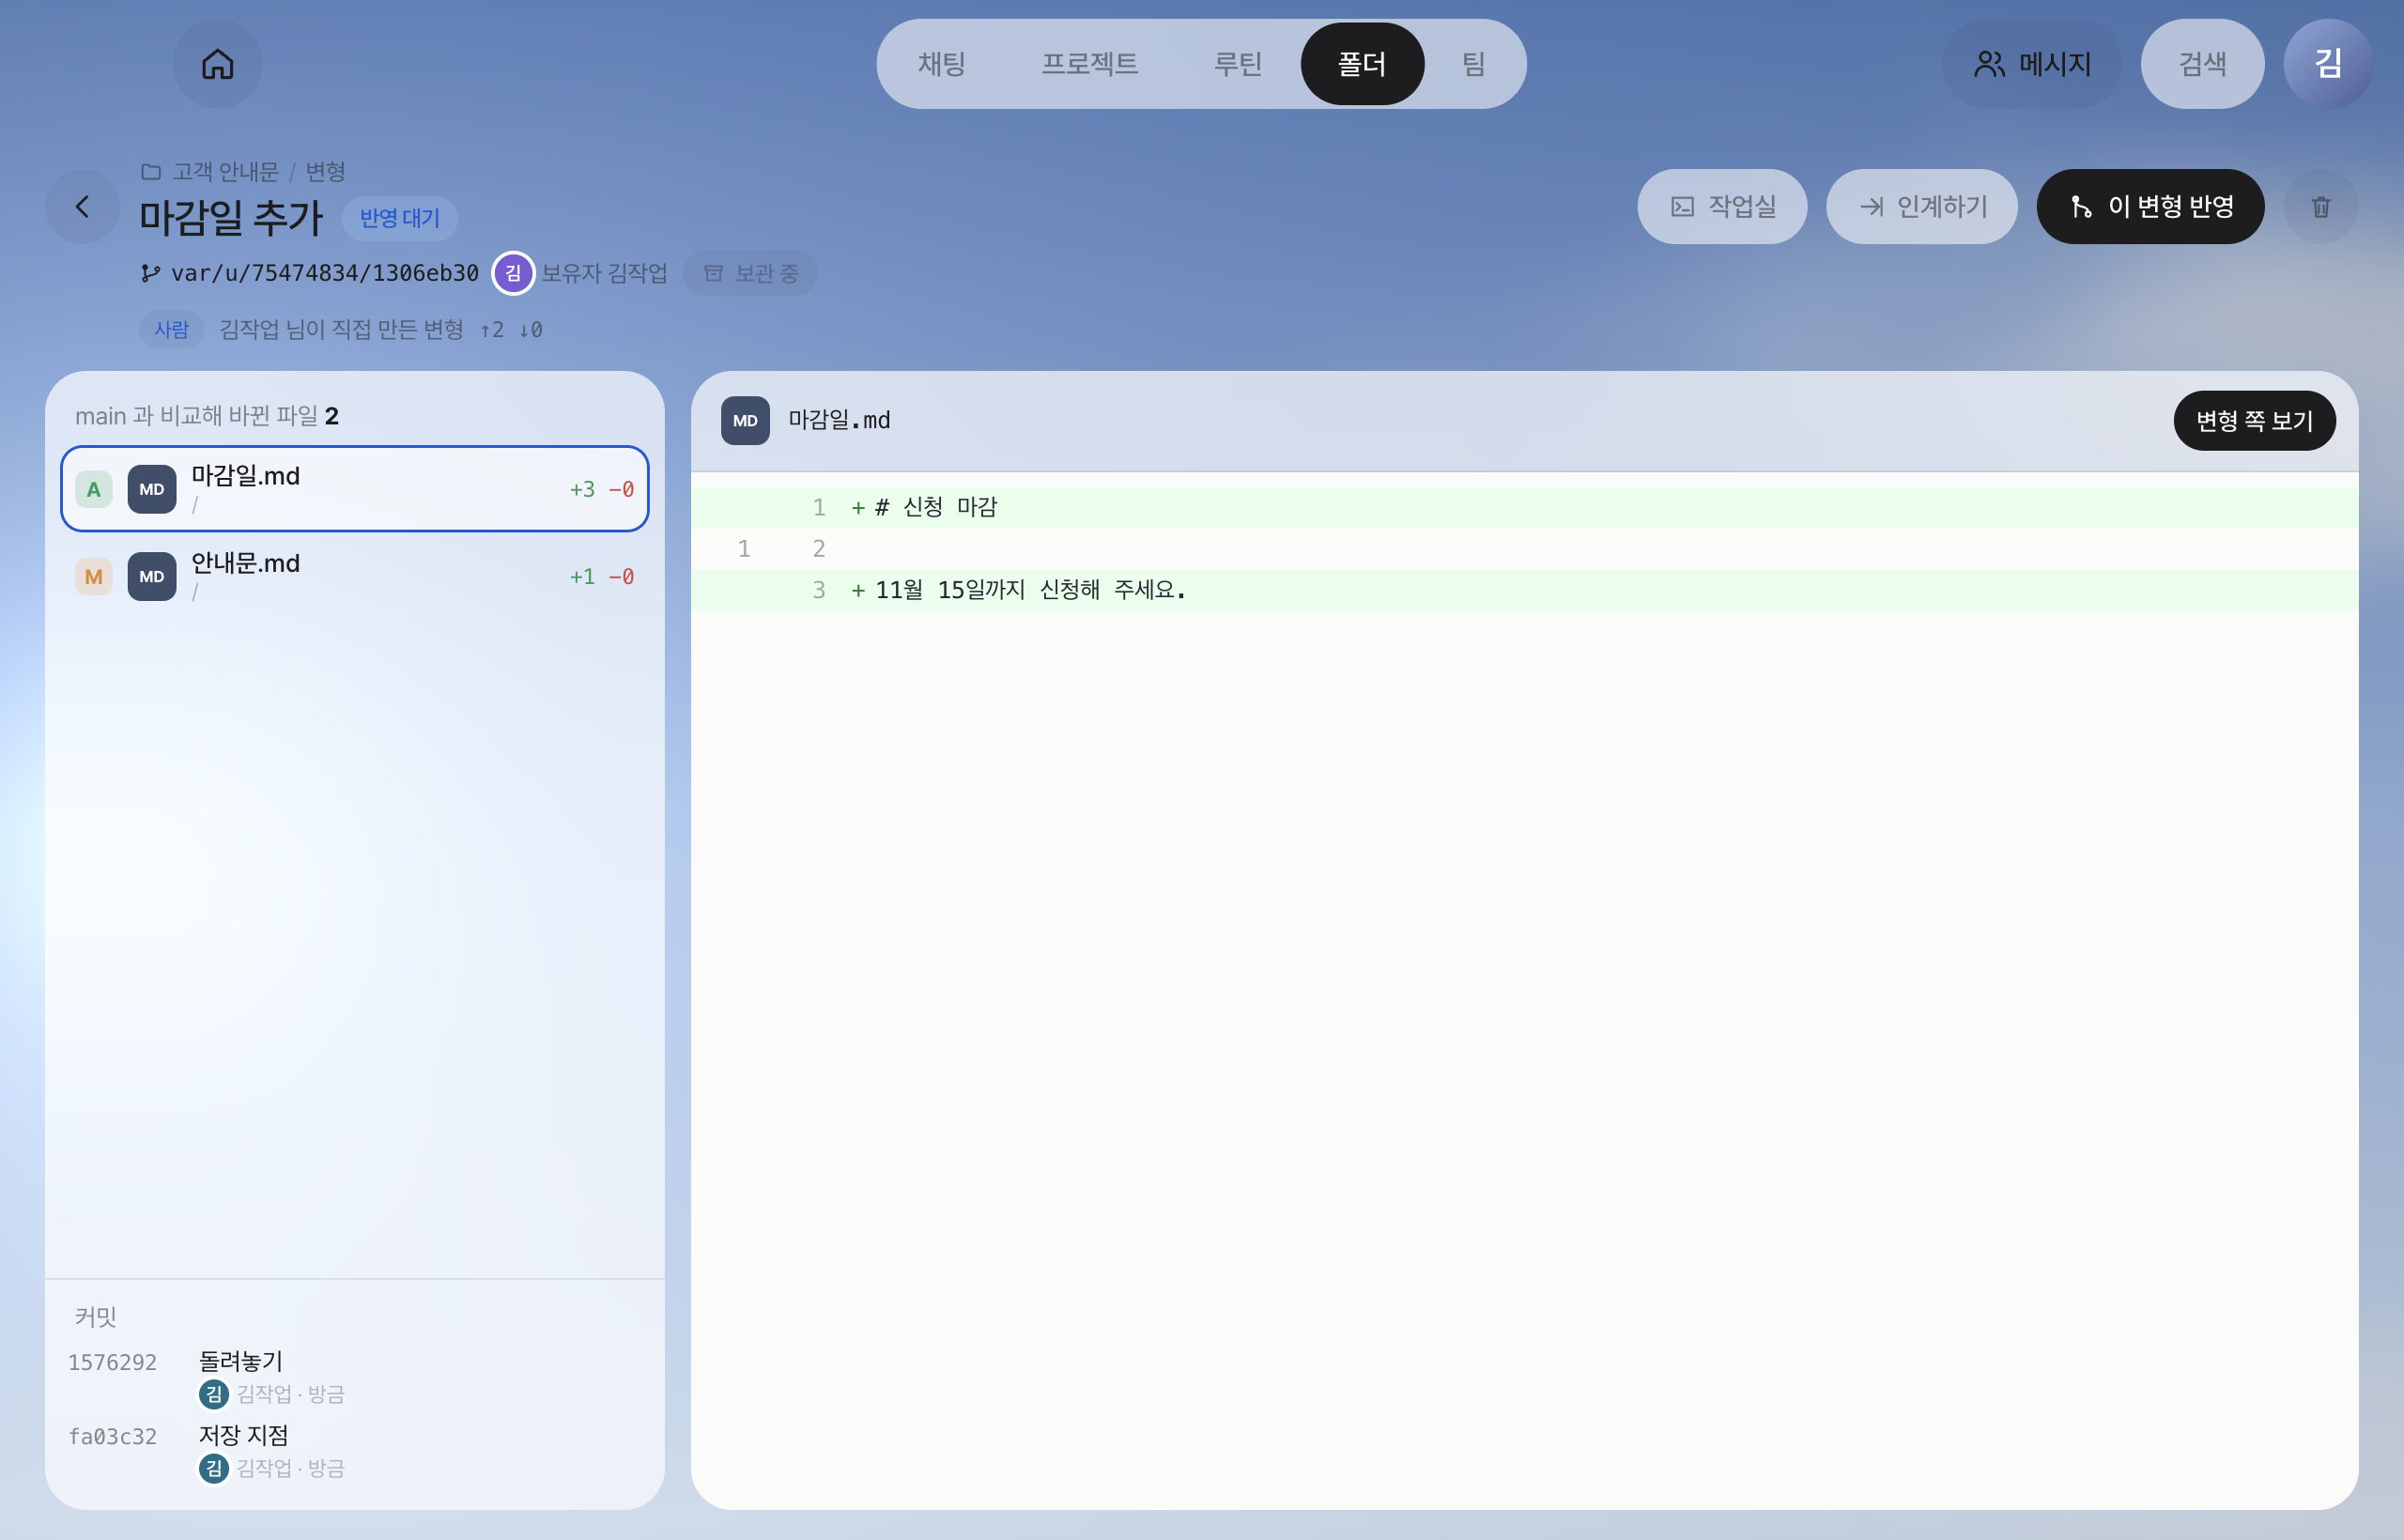 채팅 프로젝트 루틴 폴더 팀 메시지 검색 김
고객 안내문 / 변형
마감일 추가 반영 대기
작업실 인계하기 이 변형 반영
var/u/75474834/1306eb30 김 보유자 김작업 보관 중
사람 김작업 님이 직접 만든 변형 ↑2 ↓0
main 과 비교해 바뀐 파일 2
A MD 마감일.md +3 −0
/
M MD 안내문.md +1 −0
/
커밋
1576292 돌려놓기
김 김작업 · 방금
fa03c32 저장 지점
김 김작업 · 방금
MD 마감일.md 변형 쪽 보기
1 + # 신청 마감
1 2
3 + 11월 15일까지 신청해 주세요.